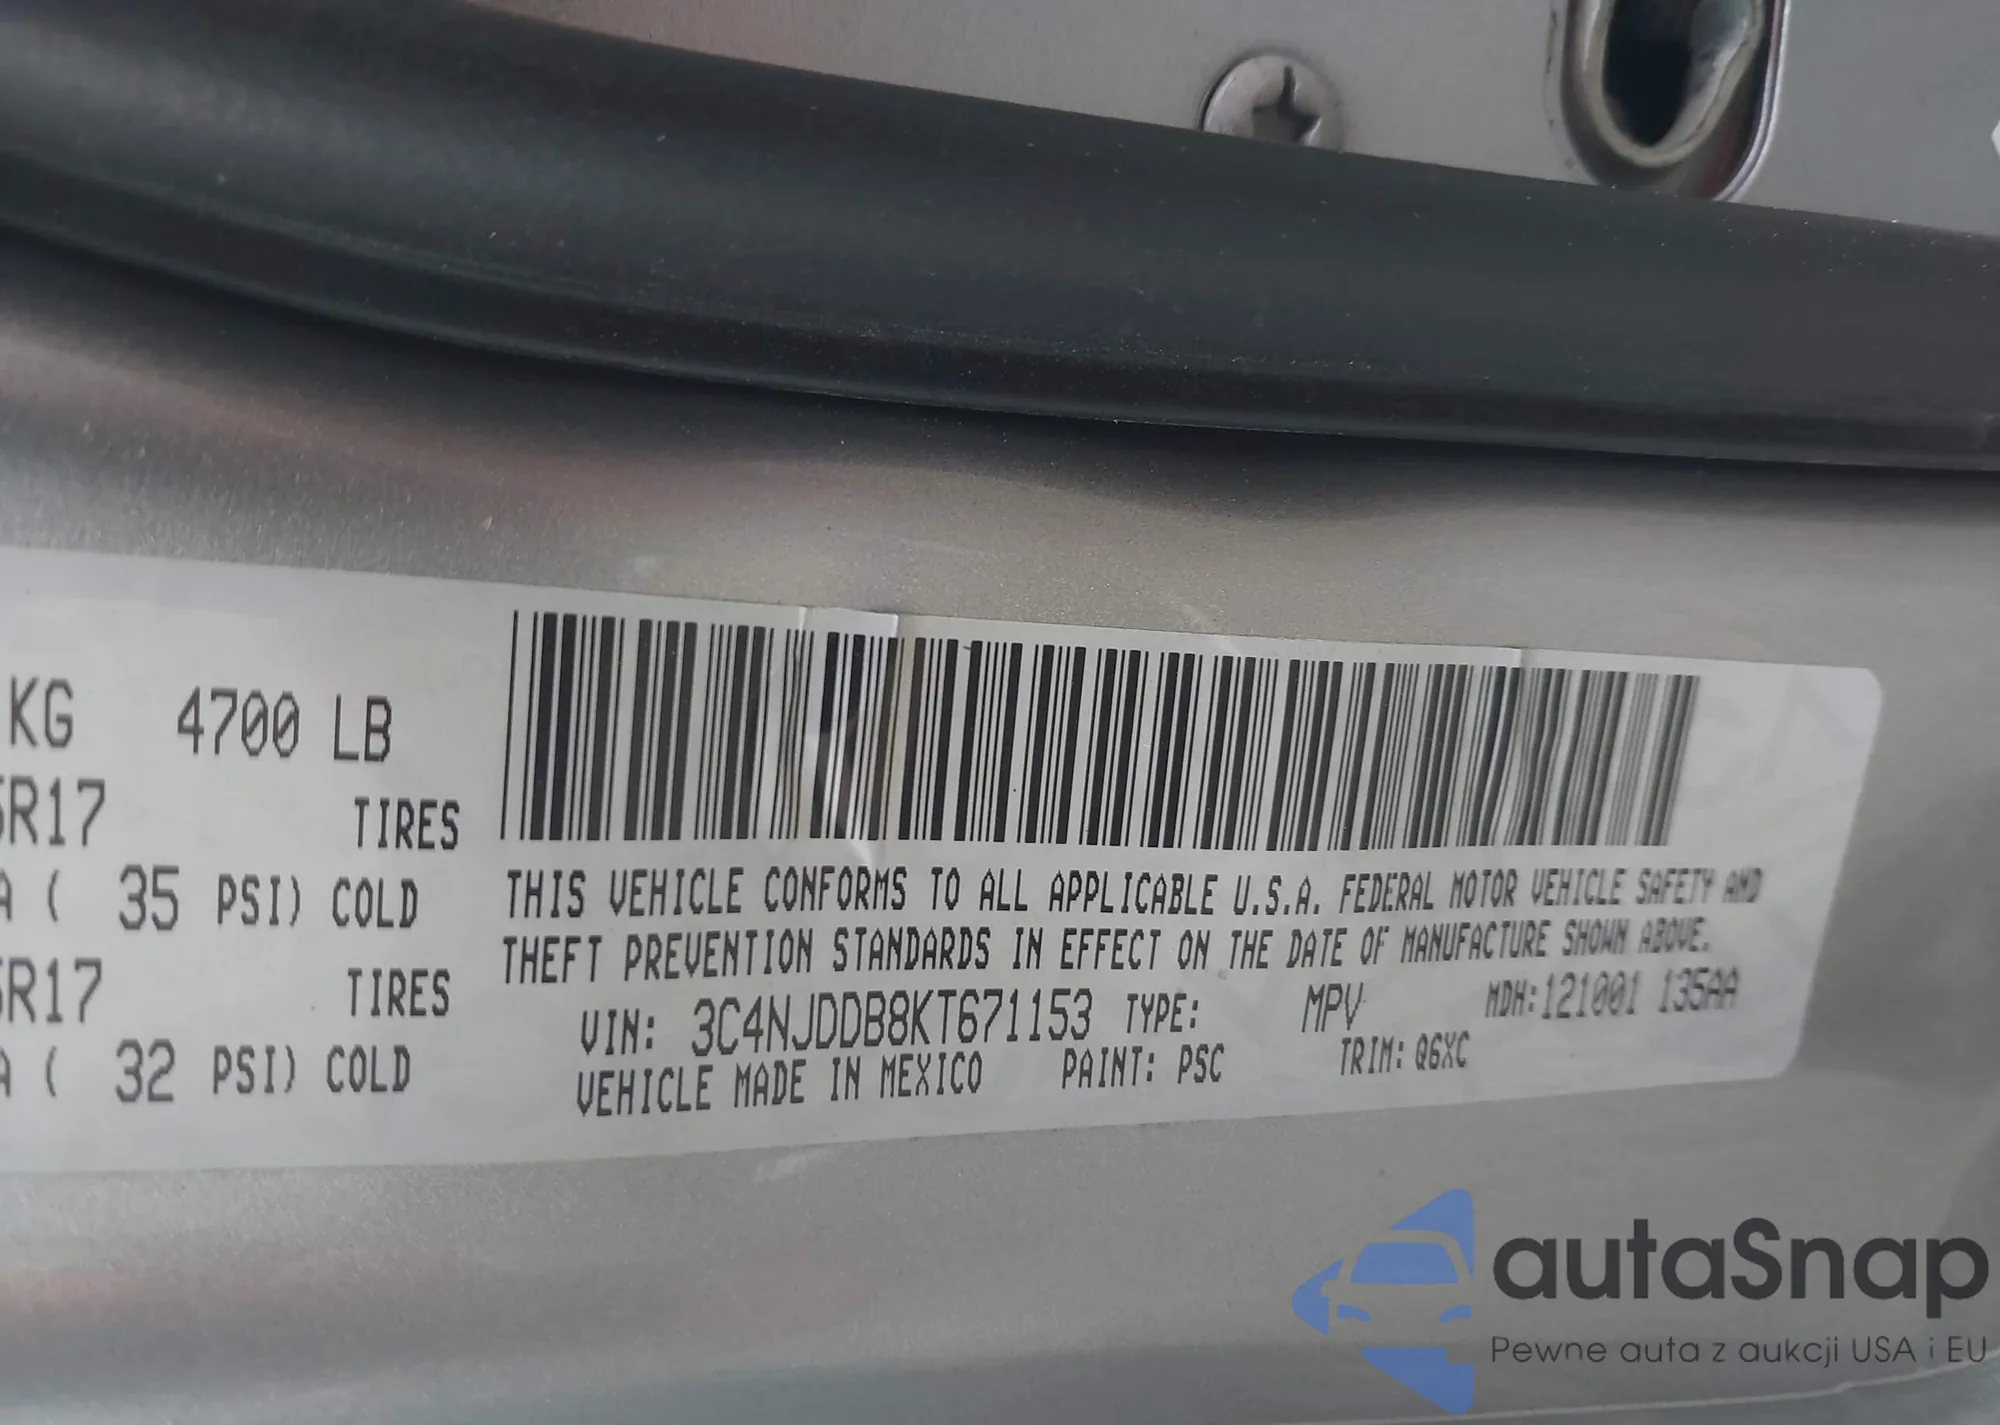 KG 4700 LB
5R17 TIRES
A ( 35 PSI) COLD
5R17 TIRES
A ( 32 PSI) COLD
THIS VEHICLE CONFORMS TO ALL APPLICABLE U.S.A. FEDERAL MOTOR VEHICLE SAFETY AND
THEFT PREVENTION STANDARDS IN EFFECT ON THE DATE OF MANUFACTURE SHOWN ABOVE.
VIN: 3C4NJDDB8KT671153 TYPE: MPV MDH:121001 135AA
VEHICLE MADE IN MEXICO PAINT: PSC TRIM: Q6XC
autaSnap
Pewne auta z aukcji USA i EU